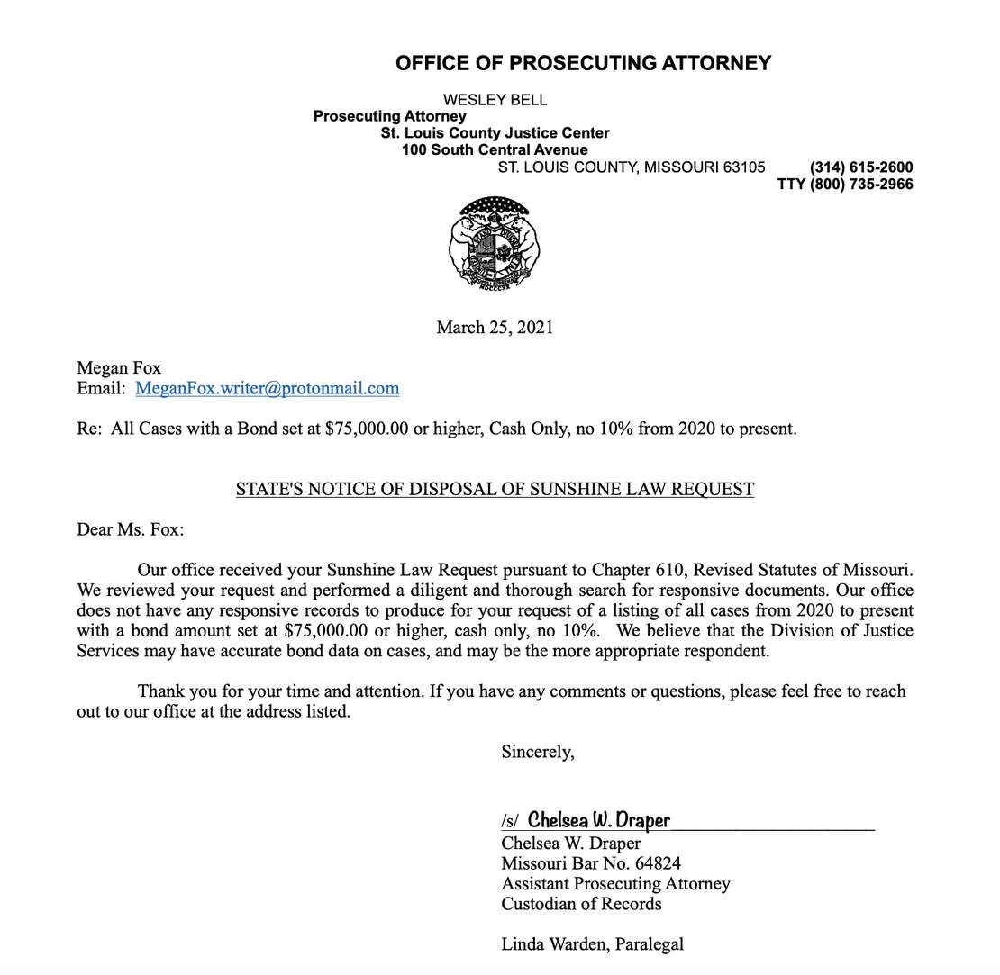 OFFICE OF PROSECUTING ATTORNEY
WESLEY BELL
Prosecuting Attorney
St. Louis County Justice Center
100 South Central Avenue
ST. LOUIS COUNTY, MISSOURI 63105 (314) 615-2600
TTY (800) 735-2966
March 25, 2021
Megan Fox
Email: MeganFox.writer@protonmail.com
Re: All Cases with a Bond set at $75,000.00 or higher, Cash Only, no 10% from 2020 to present.
STATE'S NOTICE OF DISPOSAL OF SUNSHINE LAW REQUEST
Dear Ms. Fox:
Our office received your Sunshine Law Request pursuant to Chapter 610, Revised Statutes of Missouri.
We reviewed your request and performed a diligent and thorough search for responsive documents. Our office
does not have any responsive records to produce for your request of a listing of all cases from 2020 to present
with a bond amount set at $75,000.00 or higher, cash only, no 10%. We believe that the Division of Justice
Services may have accurate bond data on cases, and may be the more appropriate respondent.
Thank you for your time and attention. If you have any comments or questions, please feel free to reach
out to our office at the address listed.
Sincerely,
/s/ Chelsea W. Draper
Chelsea W. Draper
Missouri Bar No. 64824
Assistant Prosecuting Attorney
Custodian of Records
Linda Warden, Paralegal